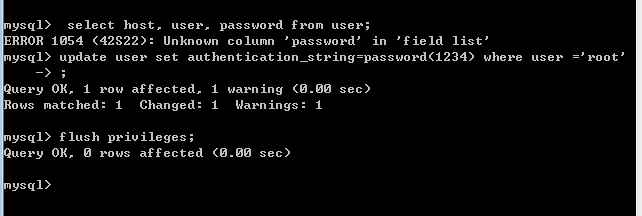 mysql>  select host, user, password from user;
ERROR 1054 (42S22): Unknown column 'password' in 'field list'
mysql> update user set authentication_string=password(1234) where user ='root'
    -> ;
Query OK, 1 row affected, 1 warning (0.00 sec)
Rows matched: 1  Changed: 1  Warnings: 1
mysql> flush privileges;
Query OK, 0 rows affected (0.00 sec)
mysql>